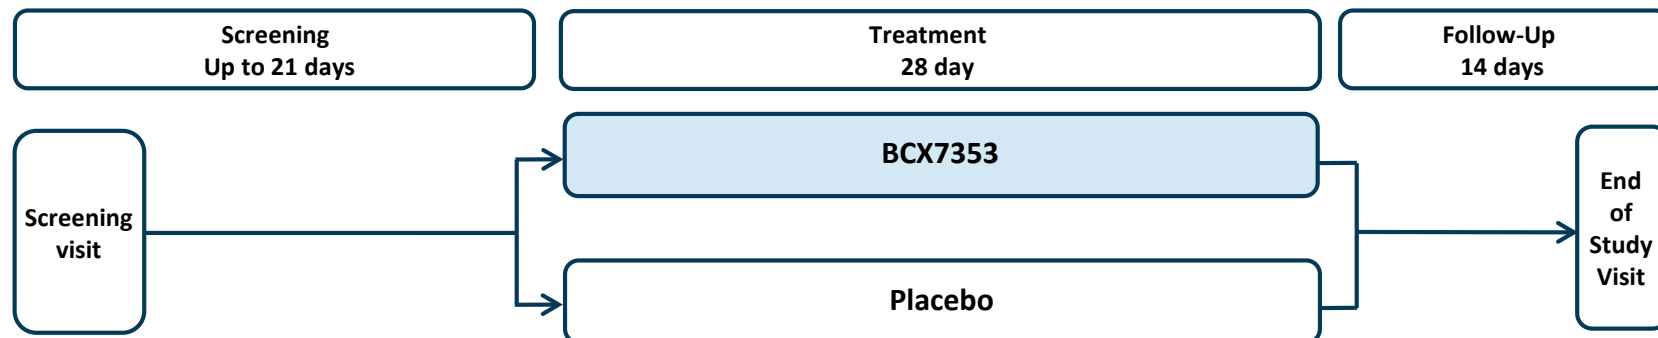 Screening
Up to 21 days
Treatment
28 day
Follow-Up
14 days
Screening
visit
BCX7353
Placebo
End
of
Study
Visit